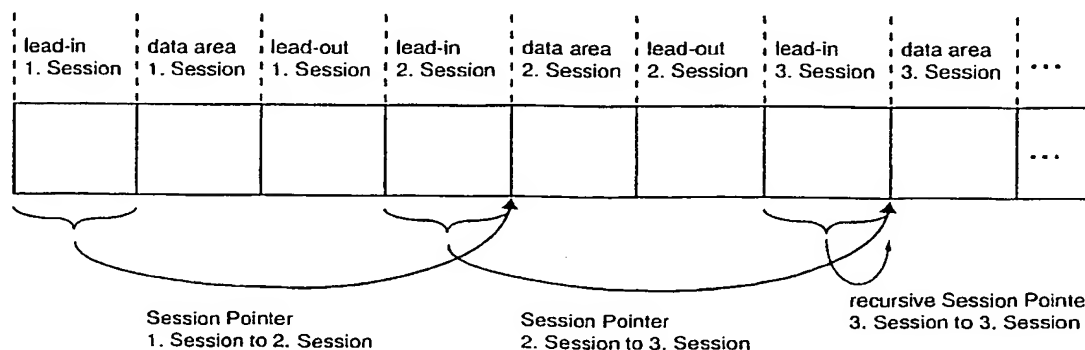 lead-in
1. Session
data area
1. Session
lead-out
1. Session
lead-in
2. Session
data area
2. Session
lead-out
2. Session
lead-in
3. Session
data area
3. Session
...
...
Session Pointer
1. Session to 2. Session
Session Pointer
2. Session to 3. Session
recursive Session Pointe
3. Session to 3. Session